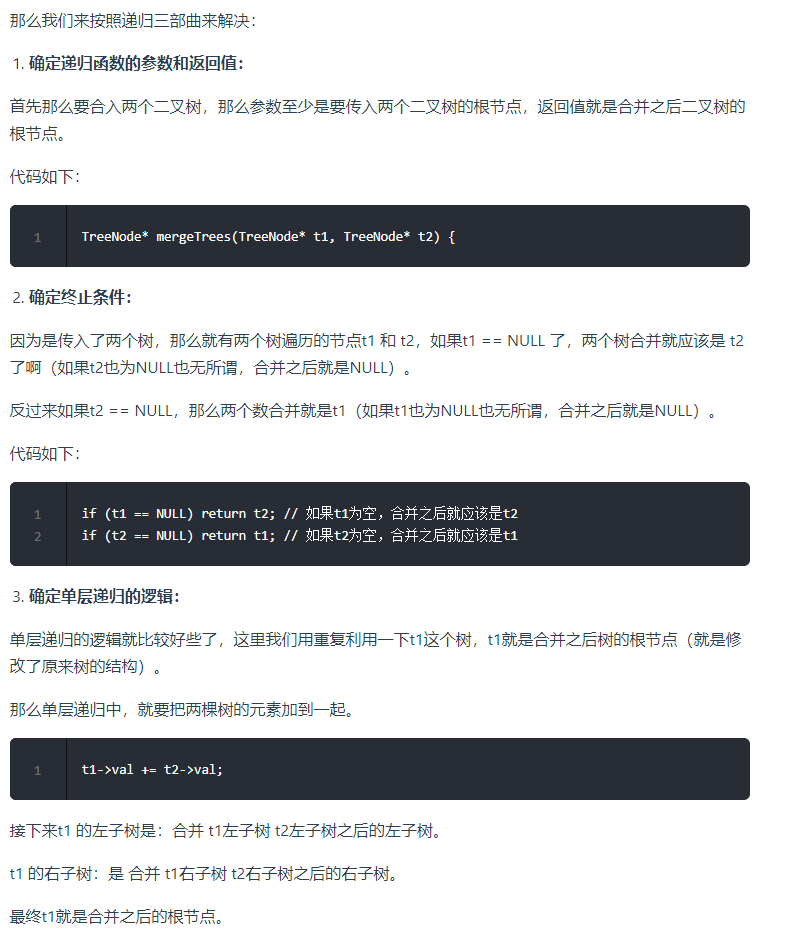 那么我们来按照递归三部曲来解决：
1. 确定递归函数的参数和返回值：
首先那么要合入两个二叉树，那么参数至少是要传入两个二叉树的根节点，返回值就是合并之后二叉树的
根节点。
代码如下：
1 TreeNode* mergeTrees(TreeNode* t1, TreeNode* t2) {
2. 确定终止条件：
因为是传入了两个树，那么就有两个树遍历的节点t1 和 t2，如果t1 == NULL 了，两个树合并就应该是 t2
了啊（如果t2也为NULL也无所谓，合并之后就是NULL）。
反过来如果t2 == NULL，那么两个数合并就是t1（如果t1也为NULL也无所谓，合并之后就是NULL）。
代码如下：
1 if (t1 == NULL) return t2; // 如果t1为空，合并之后就应该是t2
2 if (t2 == NULL) return t1; // 如果t2为空，合并之后就应该是t1
3. 确定单层递归的逻辑：
单层递归的逻辑就比较好些了，这里我们用重复利用一下t1这个树，t1就是合并之后树的根节点（就是修
改了原来树的结构）。
那么单层递归中，就要把两棵树的元素加到一起。
1 t1->val += t2->val;
接下来t1 的左子树是：合并 t1左子树 t2左子树之后的左子树。
t1 的右子树：是 合并 t1右子树 t2右子树之后的右子树。
最终t1就是合并之后的根节点。